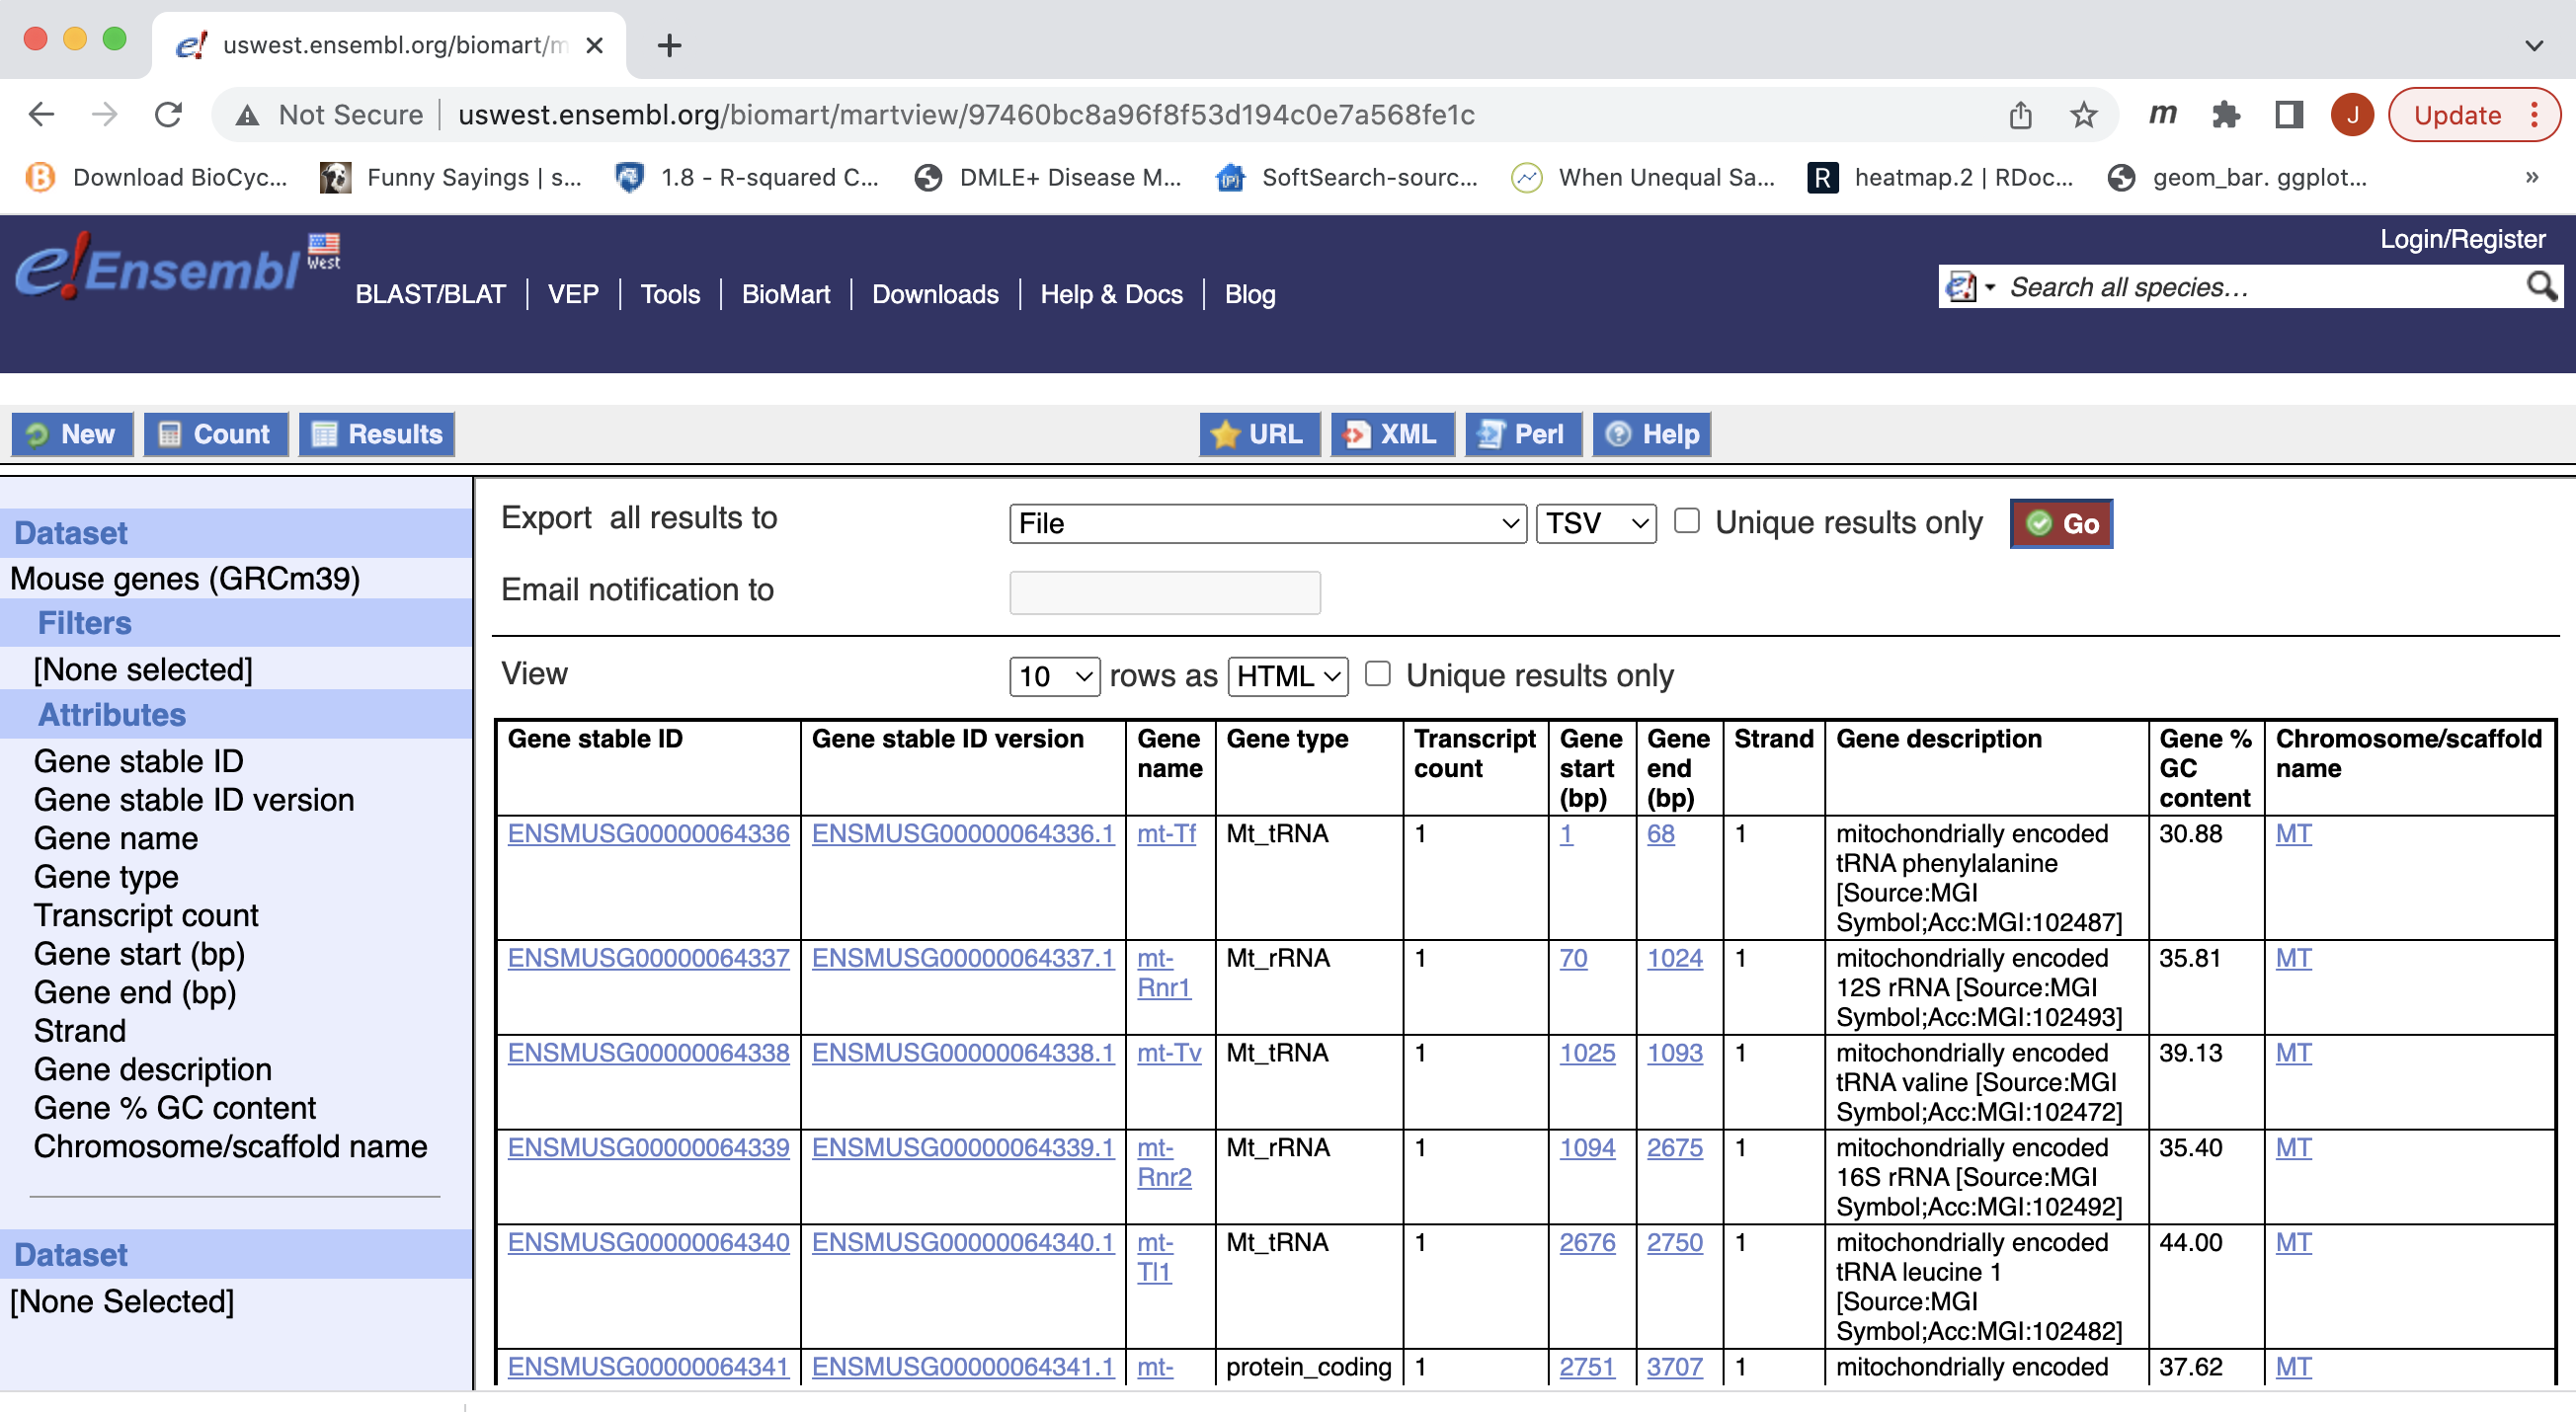 uswest.ensembl.org/biomart/m
Not Secure uswest.ensembl.org/biomart/martview/97460bc8a96f8f53d194c0e7a568fe1c m J Update
Download BioCyc... Funny Sayings | s... 1.8 - R-squared C... DMLE+ Disease M... SoftSearch-sourc... When Unequal Sa... R heatmap.2 | RDoc... geom_bar. ggplot... »
Login/Register
e!Ensembl West
BLAST/BLAT | VEP | Tools | BioMart | Downloads | Help & Docs | Blog
Search all species...
New Count Results URL XML Perl Help
Dataset
Mouse genes (GRCm39)
Filters
[None selected]
Attributes
Gene stable ID
Gene stable ID version
Gene name
Gene type
Transcript count
Gene start (bp)
Gene end (bp)
Strand
Gene description
Gene % GC content
Chromosome/scaffold name
Dataset
[None Selected]
Export all results to File TSV Unique results only Go
Email notification to
View 10 rows as HTML Unique results only
Gene stable ID Gene stable ID version Gene name Gene type Transcript count Gene start (bp) Gene end (bp) Strand Gene description Gene % GC content Chromosome/scaffold name
ENSMUSG00000064336 ENSMUSG00000064336.1 mt-Tf Mt_tRNA 1 1 68 1 mitochondrially encoded tRNA phenylalanine [Source:MGI Symbol;Acc:MGI:102487] 30.88 MT
ENSMUSG00000064337 ENSMUSG00000064337.1 mt-Rnr1 Mt_rRNA 1 70 1024 1 mitochondrially encoded 12S rRNA [Source:MGI Symbol;Acc:MGI:102493] 35.81 MT
ENSMUSG00000064338 ENSMUSG00000064338.1 mt-Tv Mt_tRNA 1 1025 1093 1 mitochondrially encoded tRNA valine [Source:MGI Symbol;Acc:MGI:102472] 39.13 MT
ENSMUSG00000064339 ENSMUSG00000064339.1 mt-Rnr2 Mt_rRNA 1 1094 2675 1 mitochondrially encoded 16S rRNA [Source:MGI Symbol;Acc:MGI:102492] 35.40 MT
ENSMUSG00000064340 ENSMUSG00000064340.1 mt-Tl1 Mt_tRNA 1 2676 2750 1 mitochondrially encoded tRNA leucine 1 [Source:MGI Symbol;Acc:MGI:102482] 44.00 MT
ENSMUSG00000064341 ENSMUSG00000064341.1 mt- protein_coding 1 2751 3707 1 mitochondrially encoded 37.62 MT